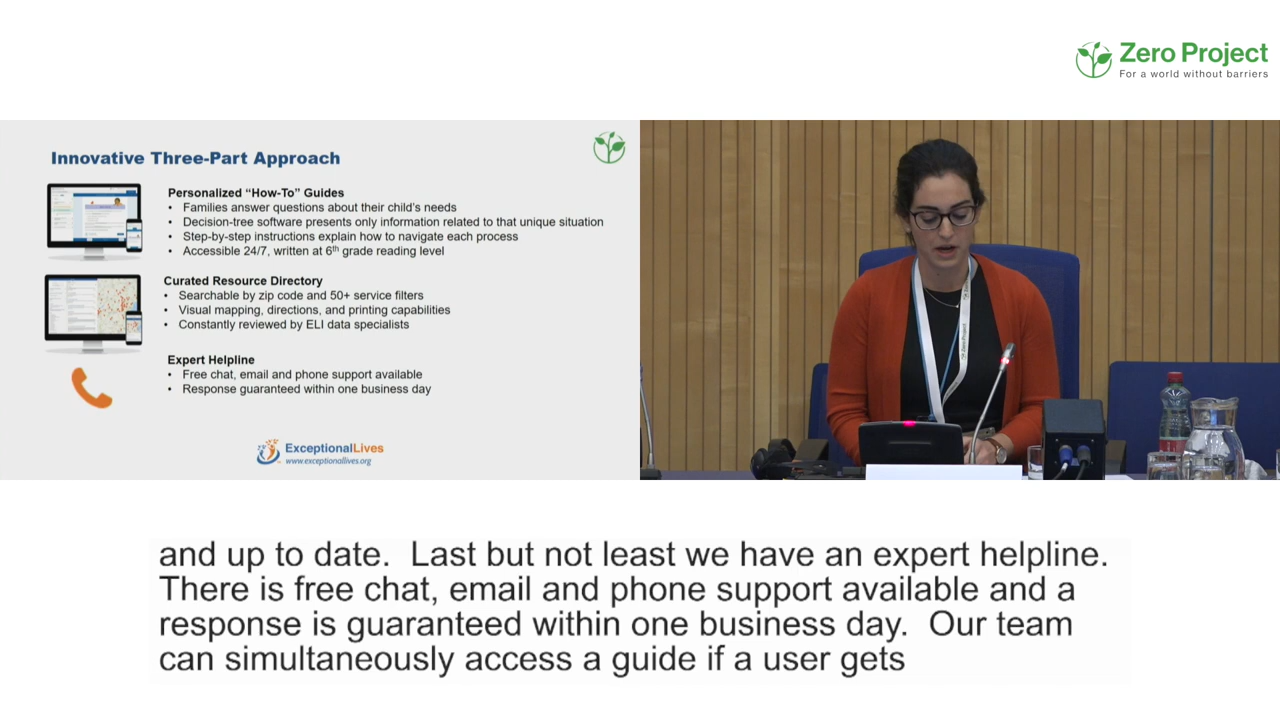 Zero Project
For a world without barriers
Innovative Three-Part Approach
Personalized “How-To” Guides
• Families answer questions about their child’s needs
• Decision-tree software presents only information related to that unique situation
• Step-by-step instructions explain how to navigate each process
• Accessible 24/7, written at 6th grade reading level
Curated Resource Directory
• Searchable by zip code and 50+ service filters
• Visual mapping, directions, and printing capabilities
• Constantly reviewed by ELI data specialists
Expert Helpline
• Free chat, email and phone support available
• Response guaranteed within one business day
ExceptionalLives
www.exceptionallives.org
Zero Project
and up to date.  Last but not least we have an expert helpline.
There is free chat, email and phone support available and a
response is guaranteed within one business day.  Our team
can simultaneously access a guide if a user gets